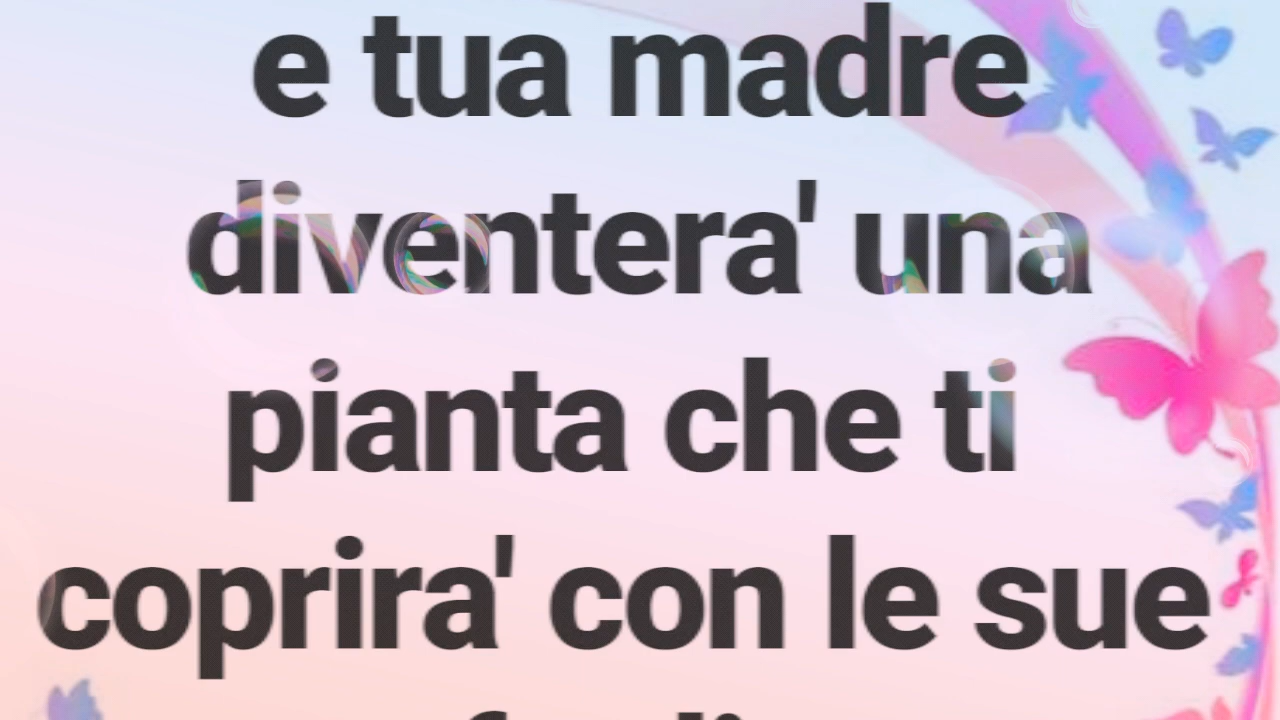 e tua madre
diventera' una
pianta che ti
coprira' con le sue